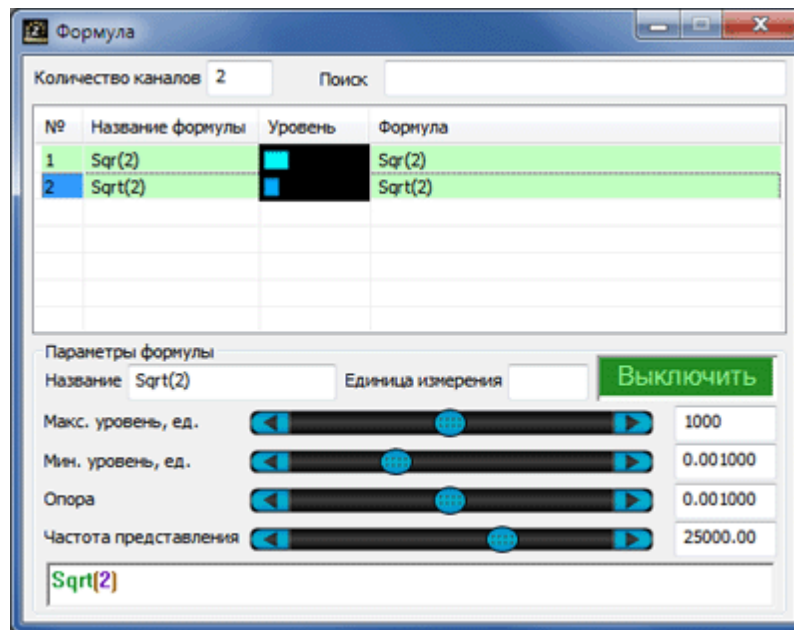 Формула
Количество каналов 2 Поиск
№ Название формулы Уровень Формула
1 Sqr(2) Sqr(2)
2 Sqrt(2) Sqrt(2)
Параметры формулы
Название Sqrt(2) Единица измерения Выключить
Макс. уровень, ед. 1000
Мин. уровень, ед. 0.001000
Опора 0.001000
Частота представления 25000.00
Sqrt(2)